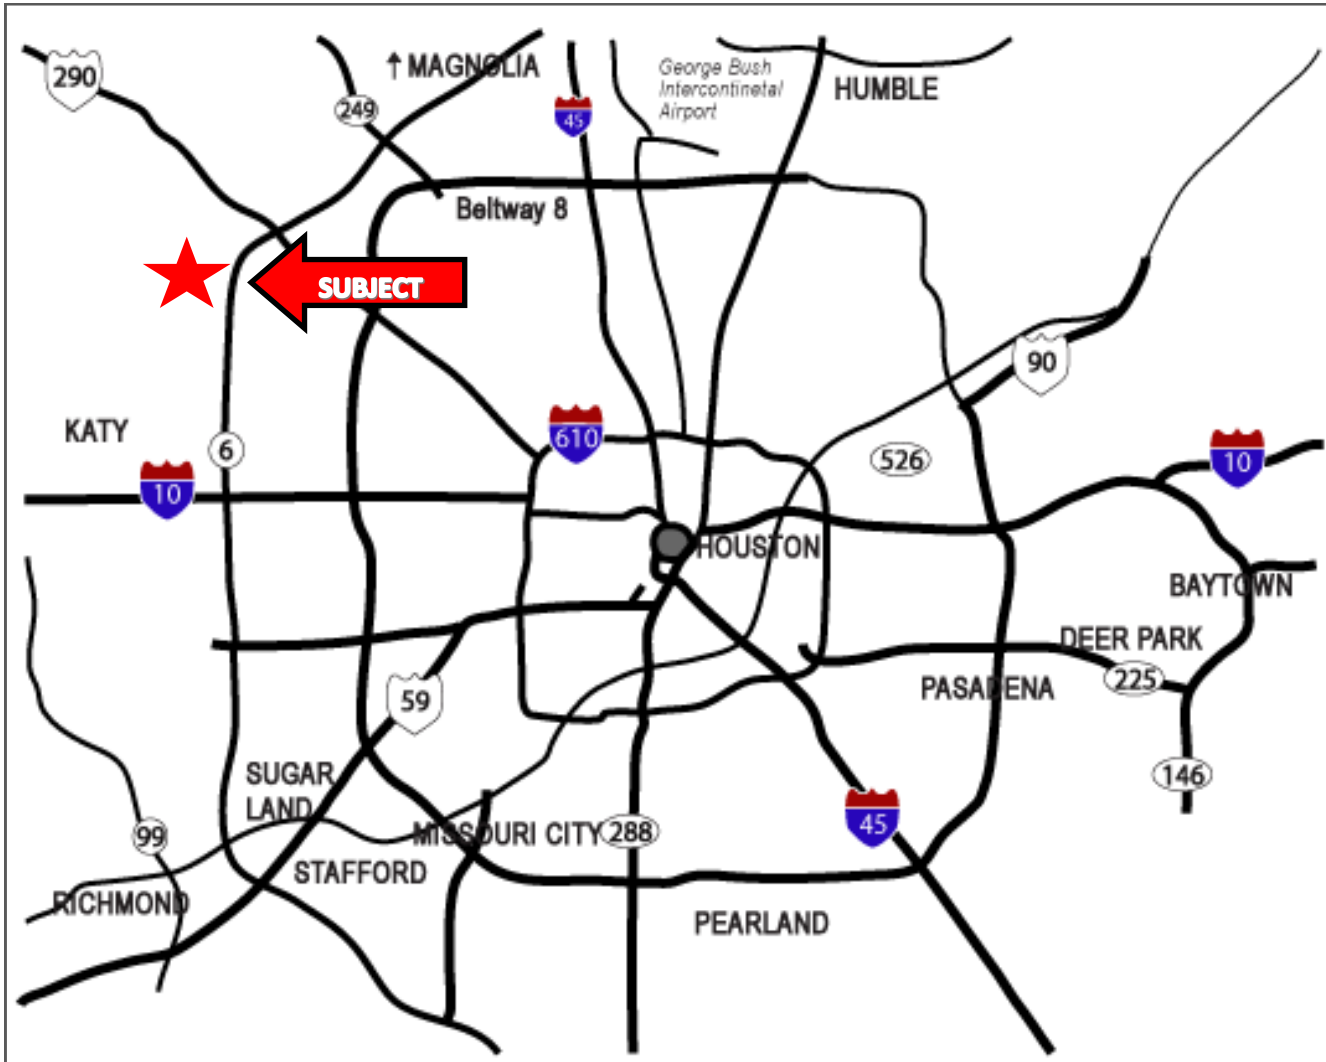 290
249
MAGNOLIA
45
George Bush
Intercontinetal
Airport
HUMBLE
Beltway 8
SUBJECT
90
KATY
6
10
610
526
10
HOUSTON
BAYTOWN
DEER PARK
225
PASADENA
59
146
SUGAR
LAND
99
MISSOURI CITY
288
45
STAFFORD
RICHMOND
PEARLAND